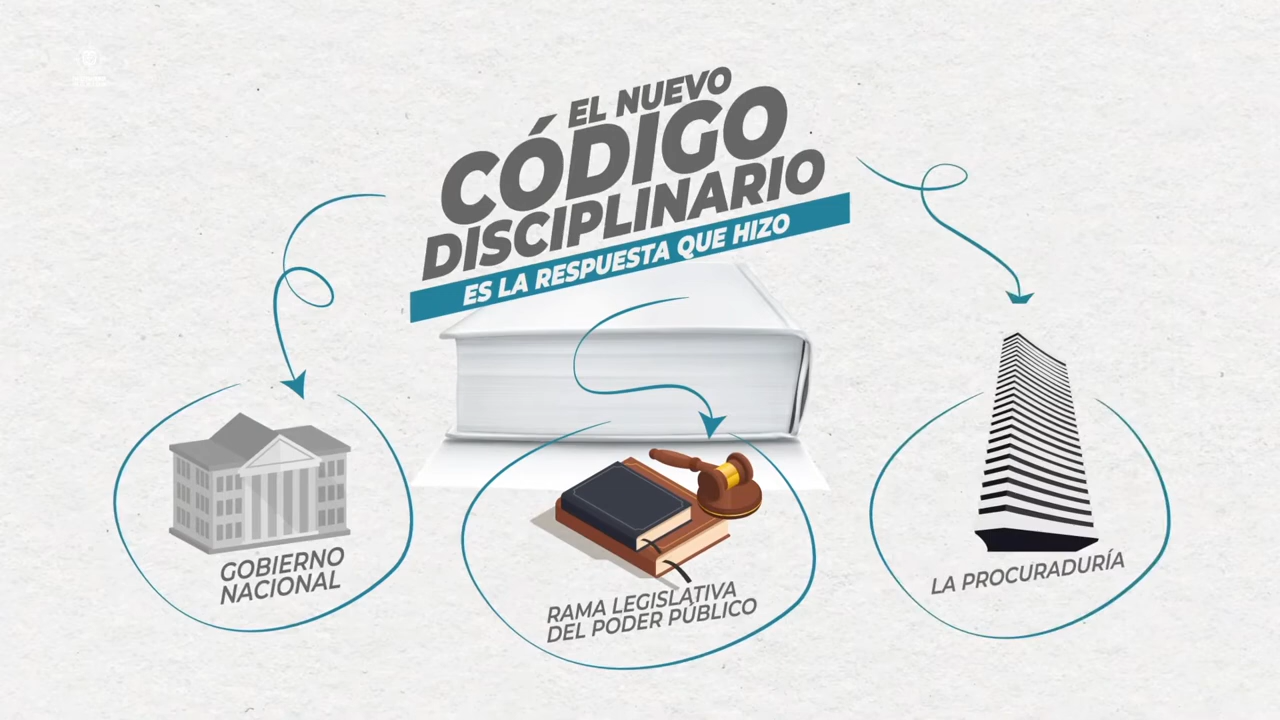 EL NUEVO
CÓDIGO
DISCIPLINARIO
ES LA RESPUESTA QUE HIZO
GOBIERNO
NACIONAL
RAMA LEGISLATIVA
DEL PODER PÚBLICO
LA PROCURADURÍA